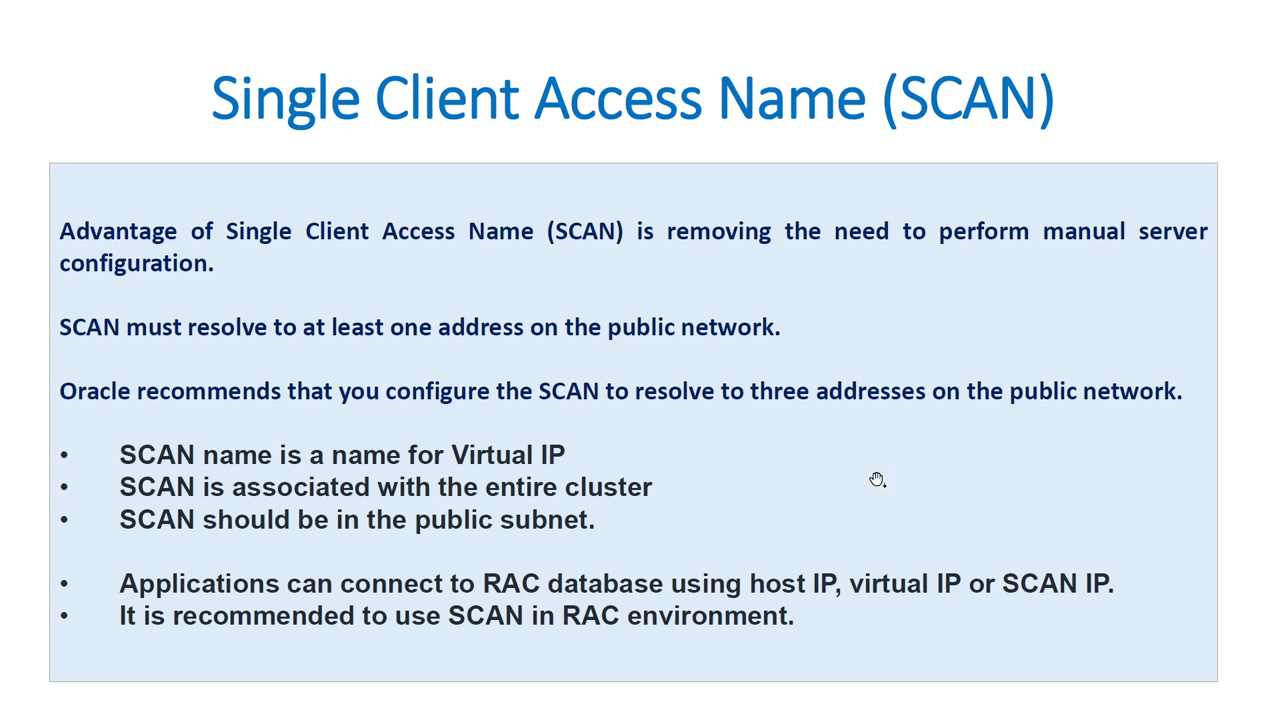 Single Client Access Name (SCAN)
Advantage of Single Client Access Name (SCAN) is removing the need to perform manual server
configuration.
SCAN must resolve to at least one address on the public network.
Oracle recommends that you configure the SCAN to resolve to three addresses on the public network.
• SCAN name is a name for Virtual IP
• SCAN is associated with the entire cluster
• SCAN should be in the public subnet.
• Applications can connect to RAC database using host IP, virtual IP or SCAN IP.
• It is recommended to use SCAN in RAC environment.